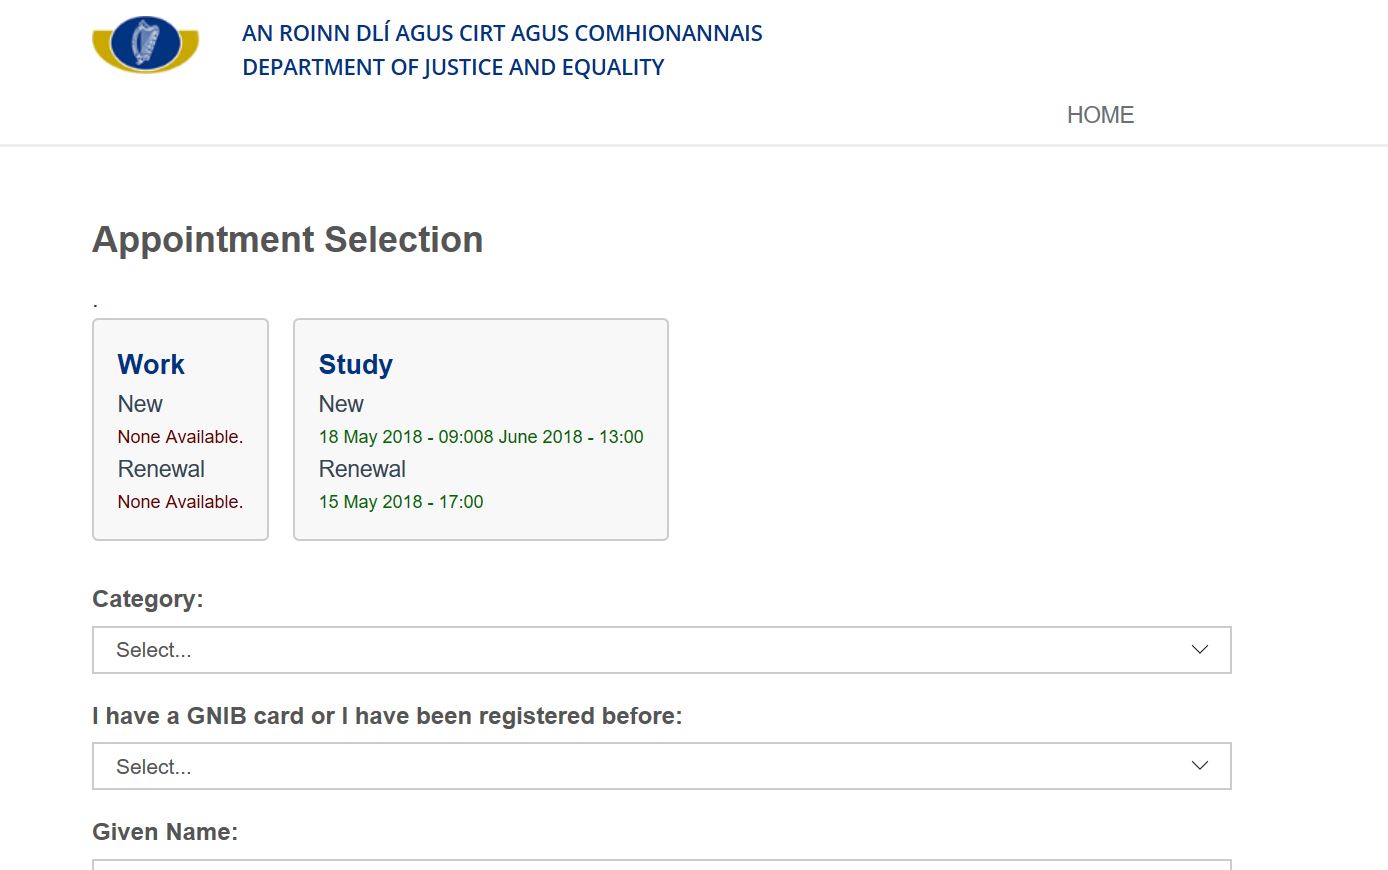 AN ROINN DLÍ AGUS CIRT AGUS COMHIONANNAIS
DEPARTMENT OF JUSTICE AND EQUALITY
HOME
Appointment Selection
.
Work
New
None Available.
Renewal
None Available.
Study
New
18 May 2018 - 09:008 June 2018 - 13:00
Renewal
15 May 2018 - 17:00
Category:
Select...
I have a GNIB card or I have been registered before:
Select...
Given Name: